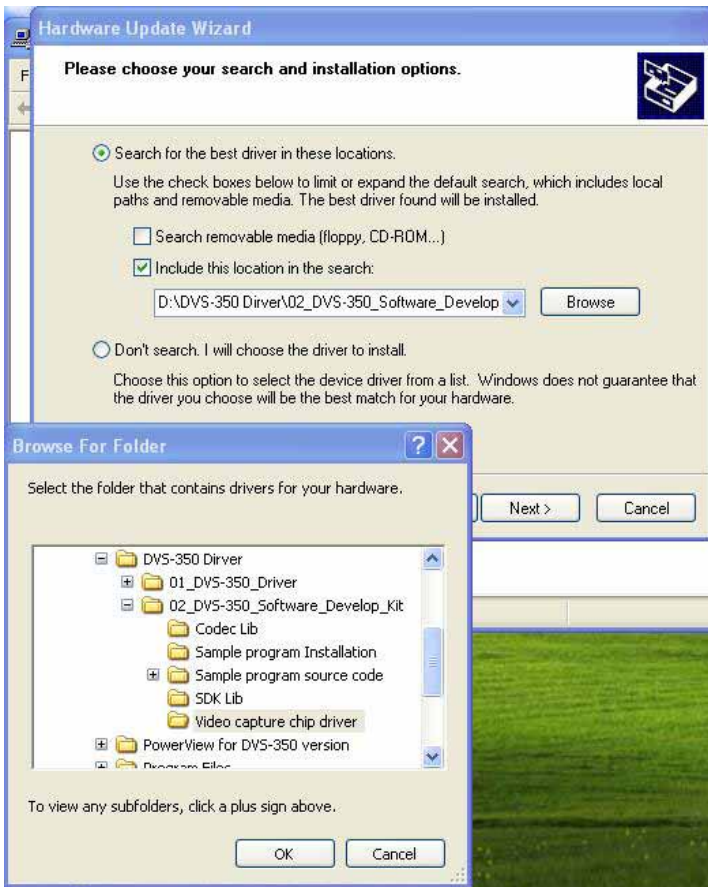 Hardware Update Wizard
Please choose your search and installation options.
F
Search for the best driver in these locations.
Use the check boxes below to limit or expand the default search, which includes local
paths and removable media. The best driver found will be installed.
Search removable media (floppy, CD-ROM...)
Include this location in the search:
D:\DVS-350 Dirver\02_DVS-350_Software_Develop
Browse
Don't search. I will choose the driver to install.
Choose this option to select the device driver from a list. Windows does not guarantee that
the driver you choose will be the best match for your hardware.
Next >
Cancel
Browse For Folder
Select the folder that contains drivers for your hardware.
DVS-350 Dirver
01_DVS-350_Driver
02_DVS-350_Software_Develop_Kit
Codec Lib
Sample program Installation
Sample program source code
SDK Lib
Video capture chip driver
PowerView for DVS-350 version
Program Files
To view any subfolders, click a plus sign above.
OK
Cancel